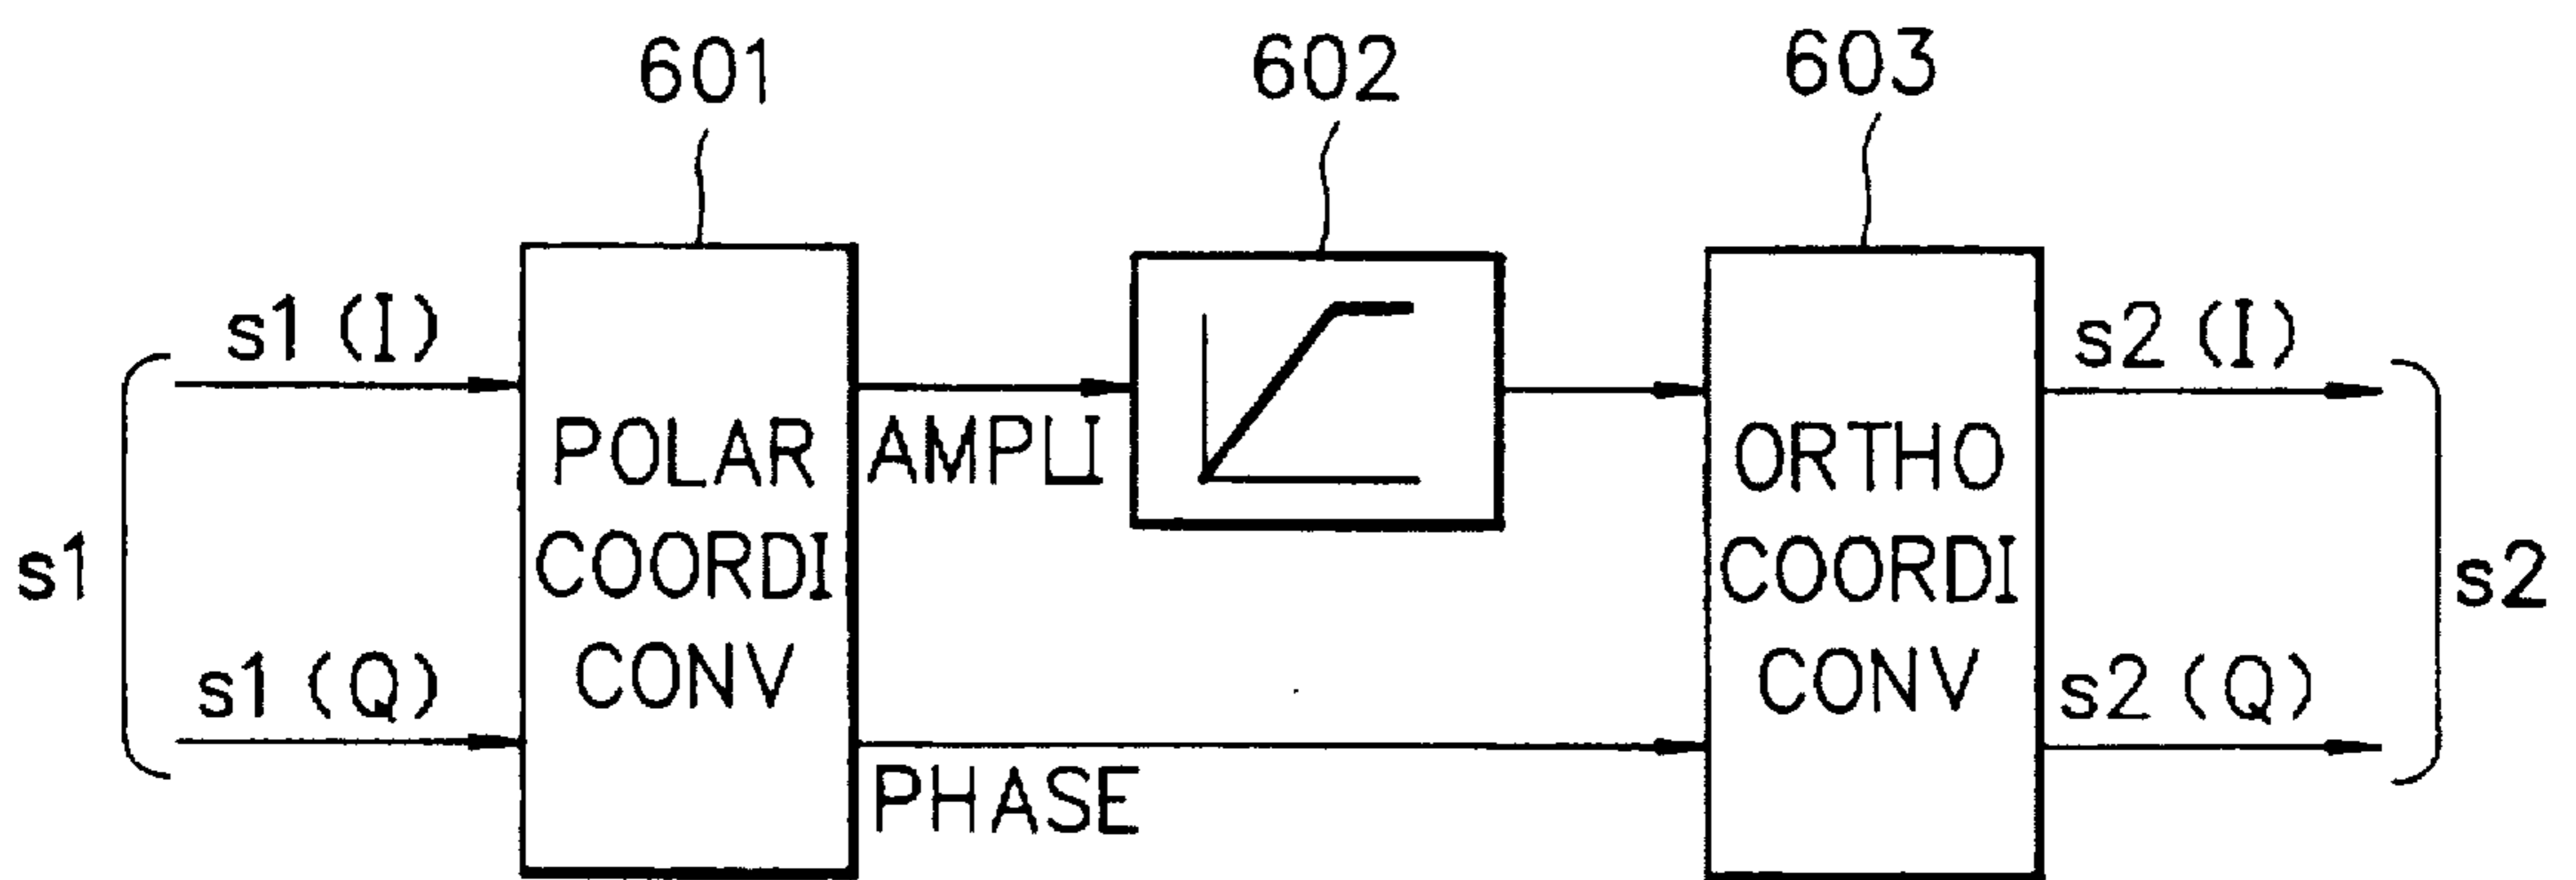 601
602
603
s1 (I)
s1 (Q)
s1
POLAR
COORDI
CONV
AMPLI
PHASE
ORTHO
COORDI
CONV
s2 (I)
s2 (Q)
s2